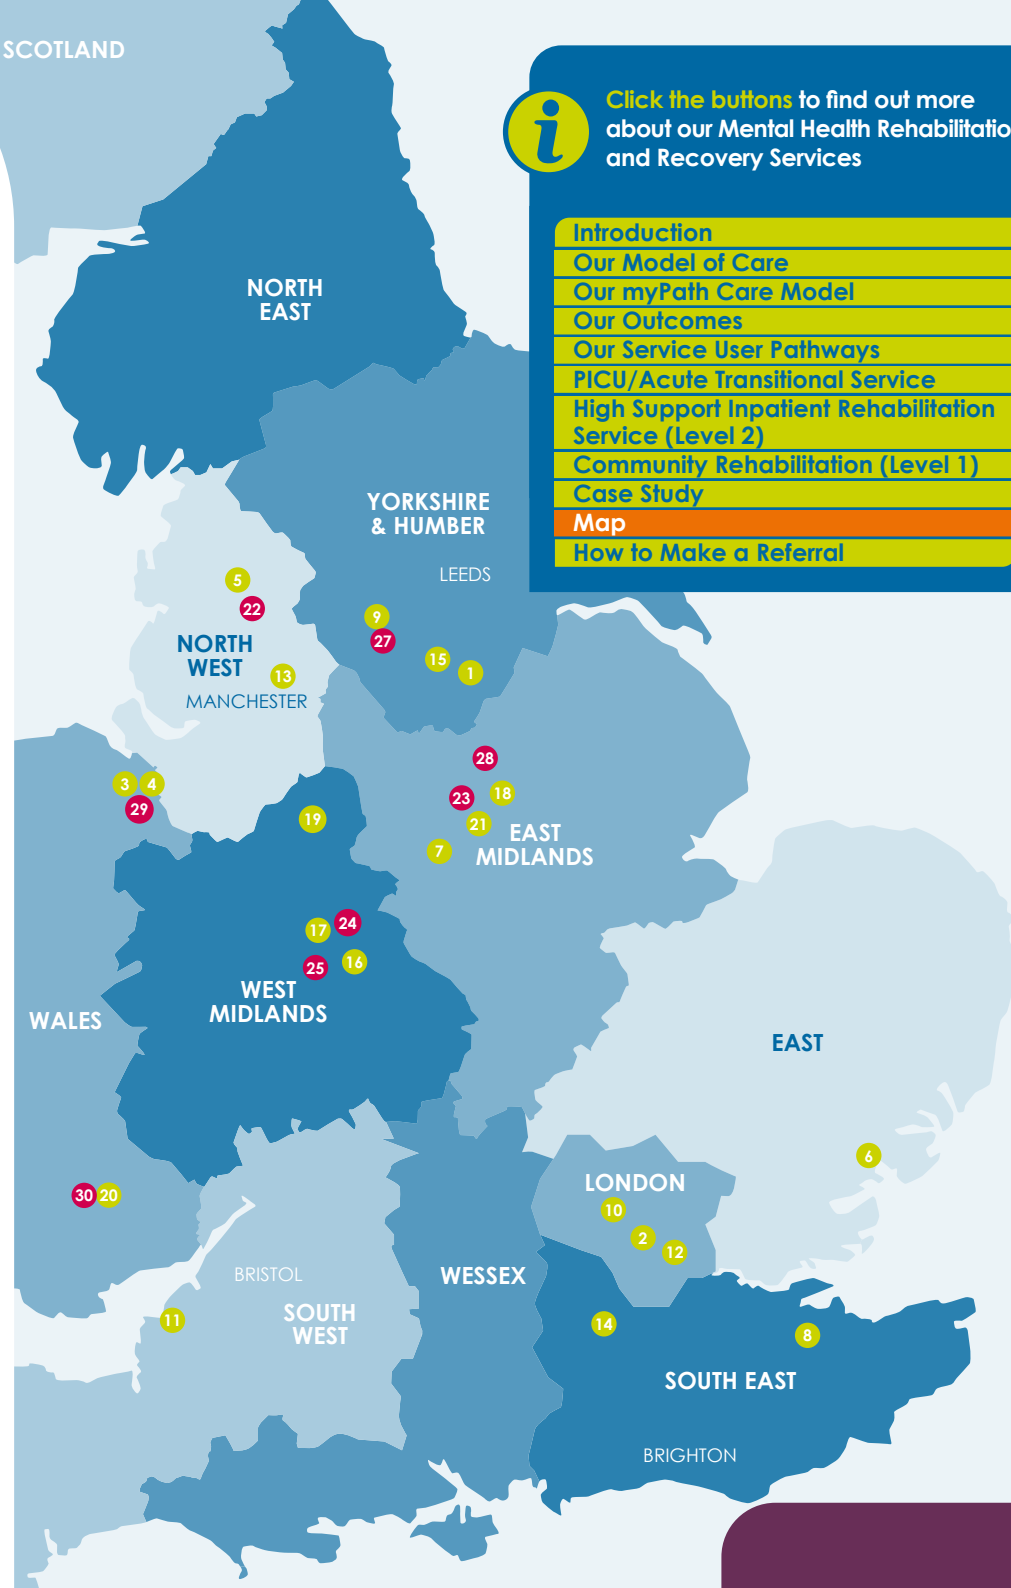 SCOTLAND
Click the buttons to find out more
about our Mental Health Rehabilitatio
and Recovery Services
i
Introduction
Our Model of Care
Our myPath Care Model
Our Outcomes
Our Service User Pathways
PICU/Acute Transitional Service
High Support Inpatient Rehabilitation
Service (Level 2)
Community Rehabilitation (Level 1)
Case Study
Map
How to Make a Referral
NORTH
EAST
YORKSHIRE
& HUMBER
LEEDS
5
22
9
27
NORTH
WEST
15
1
13
MANCHESTER
28
3
4
29
23
18
19
21
EAST
MIDLANDS
7
17
24
25
16
WEST
MIDLANDS
WALES
EAST
6
30
20
LONDON
10
2
12
BRISTOL
WESSEX
11
SOUTH
WEST
14
8
SOUTH EAST
BRIGHTON